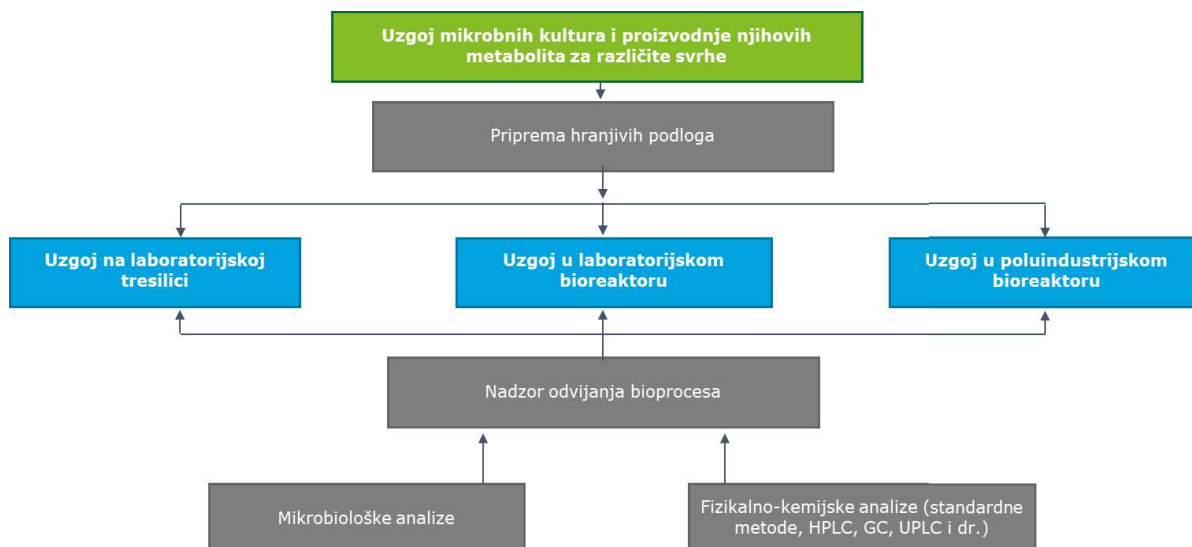 Uzgoj mikrobnih kultura i proizvodnje njihovih
metabolita za različite svrhe
Priprema hranjivih podloga
Uzgoj na laboratorijskoj
tresilici
Uzgoj u laboratorijskom
bioreaktoru
Uzgoj u poluindustrijskom
bioreaktoru
Nadzor odvijanja bioprocesa
Mikrobiološke analize
Fizikalno-kemijske analize (standardne
metode, HPLC, GC, UPLC i dr.)